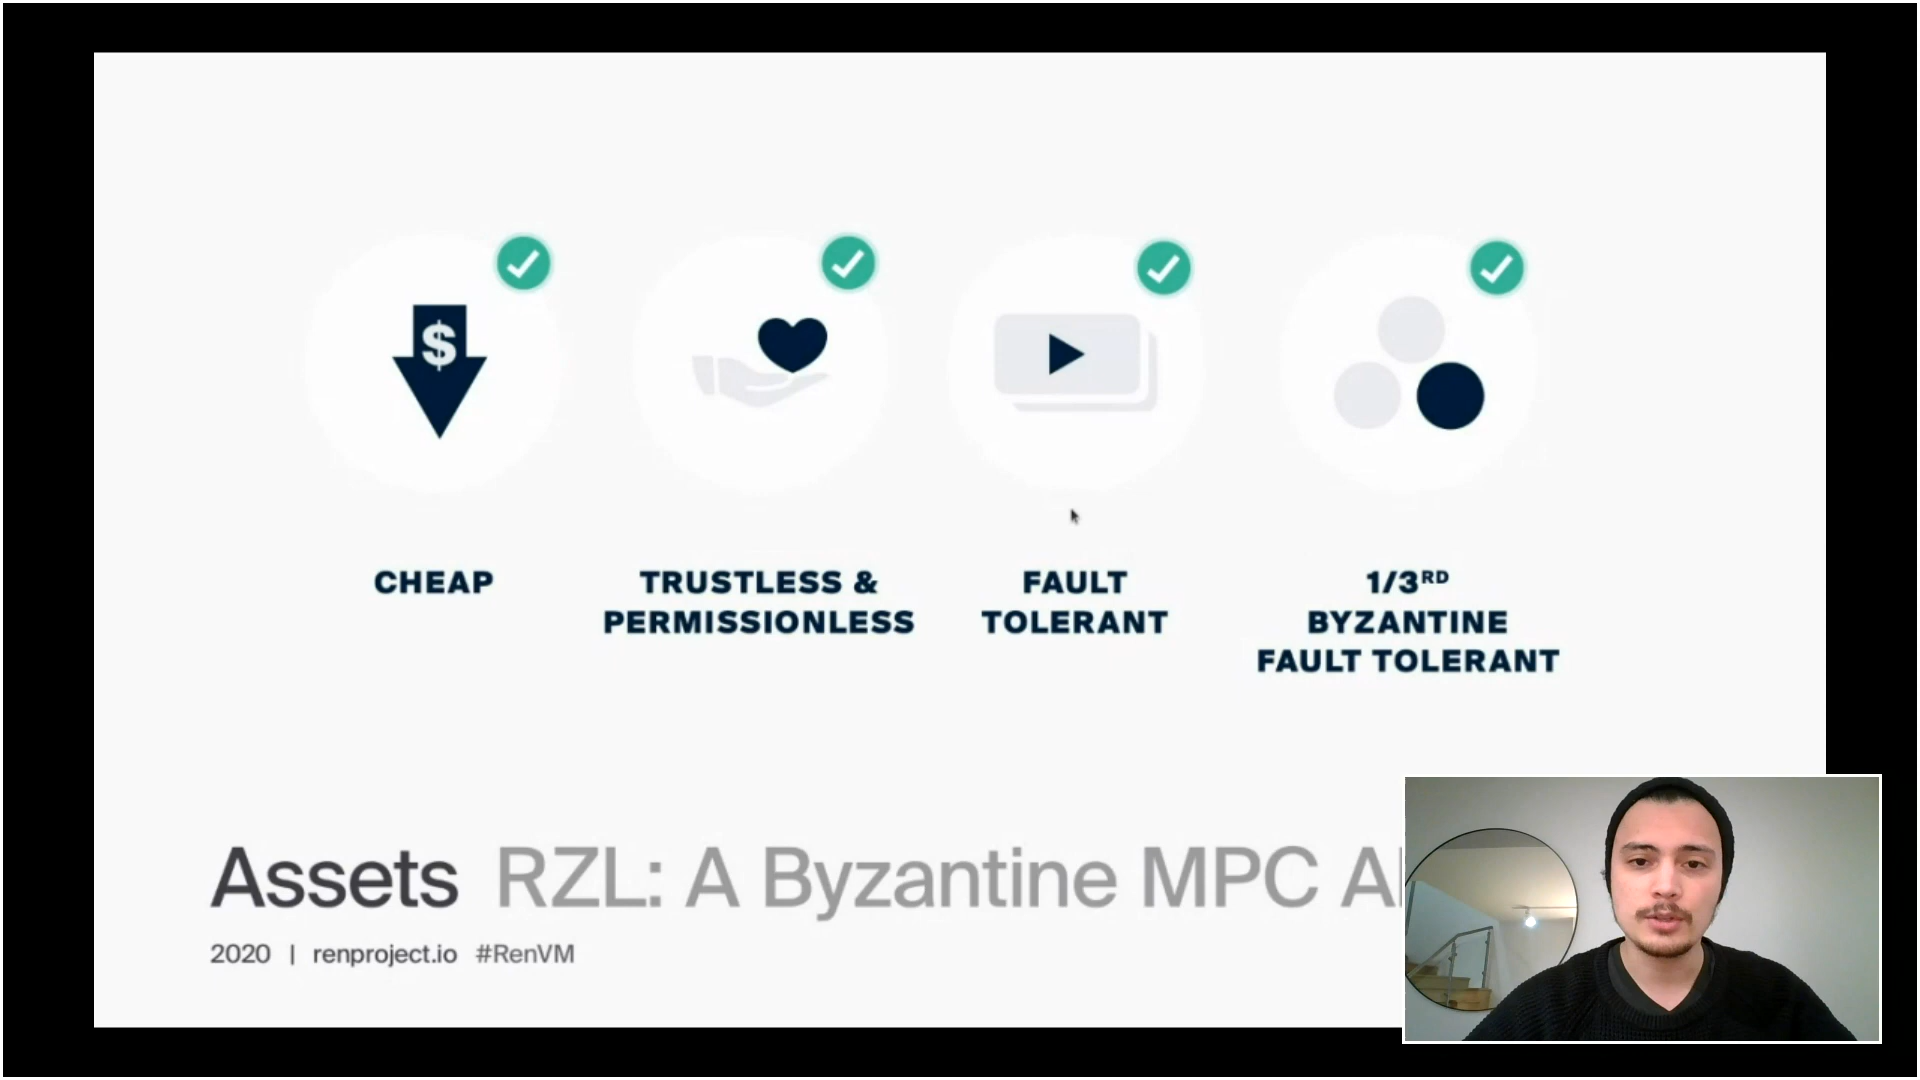 $
CHEAP
TRUSTLESS &
PERMISSIONLESS
FAULT
TOLERANT
1/3RD
BYZANTINE
FAULT TOLERANT
Assets RZL: A Byzantine MPC
2020 | renproject.io #RenVM